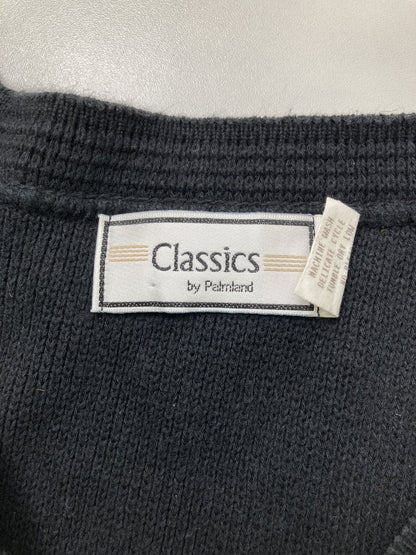 Classics
by Palmland
MACHINE WASH
DELICATE CYCLE
TUMBLE DRY LOW